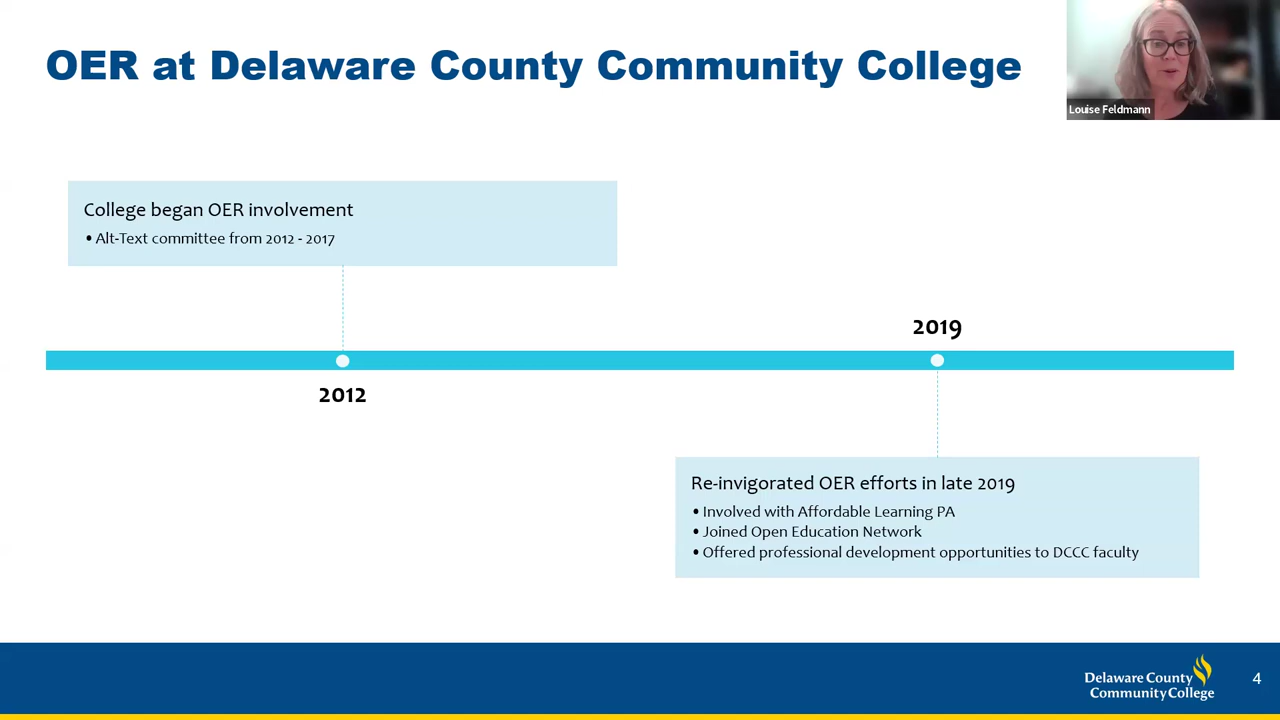 OER at Delaware County Community College
Louise Feldmann
College began OER involvement
• Alt-Text committee from 2012 - 2017
2019
2012
Re-invigorated OER efforts in late 2019
• Involved with Affordable Learning PA
• Joined Open Education Network
• Offered professional development opportunities to DCCC faculty
Delaware County
Community College
4